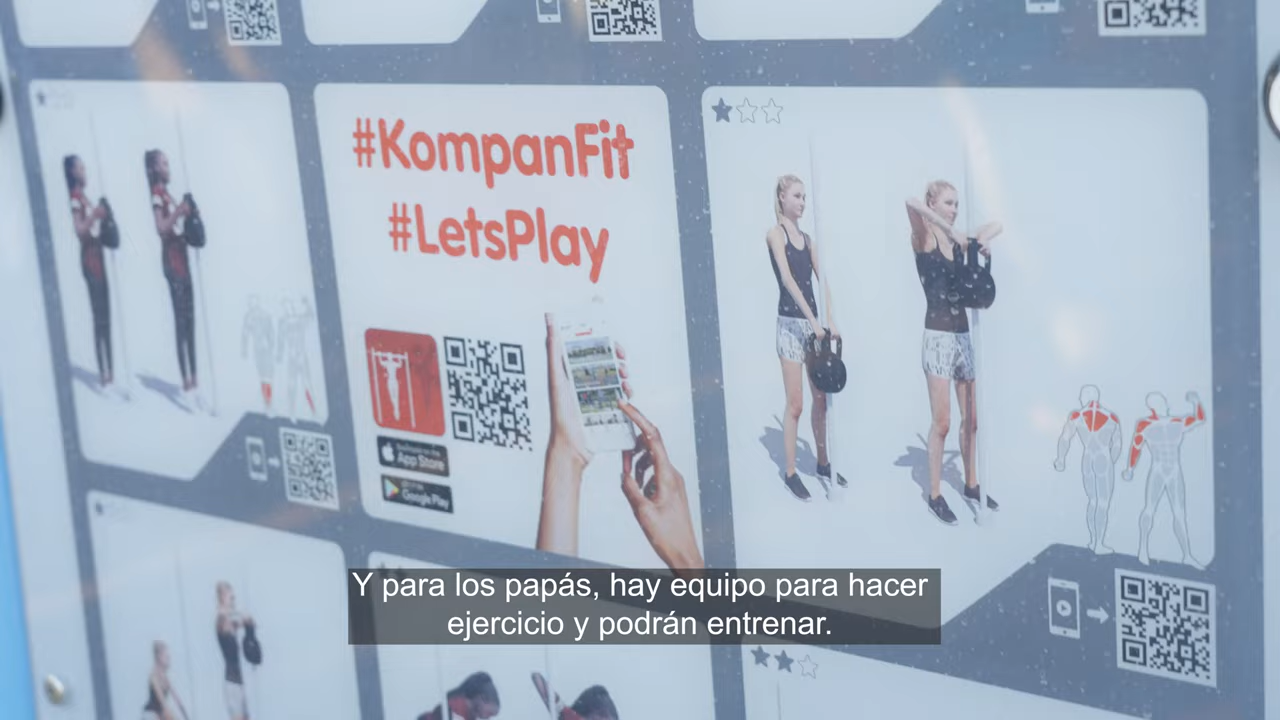 #KompanFit
#LetsPlay
App Store
Google Play
Y para los papás, hay equipo para hacer
ejercicio y podrán entrenar.